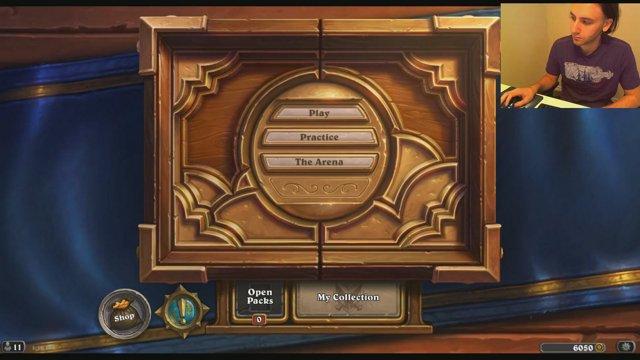 Play
Practice
The Arena
Open
Packs
0
My Collection
Shop
11
6050